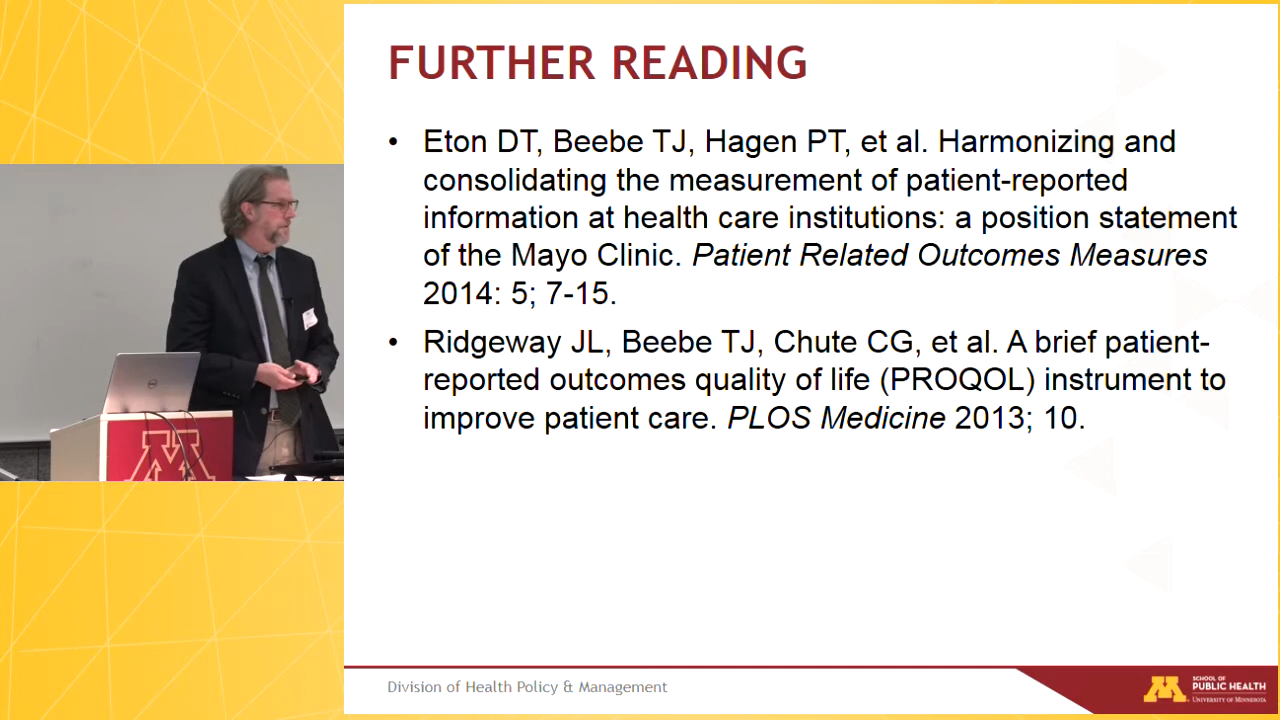 FURTHER READING
• Eton DT, Beebe TJ, Hagen PT, et al. Harmonizing and
consolidating the measurement of patient-reported
information at health care institutions: a position statement
of the Mayo Clinic. Patient Related Outcomes Measures
2014: 5; 7-15.
• Ridgeway JL, Beebe TJ, Chute CG, et al. A brief patient-
reported outcomes quality of life (PROQOL) instrument to
improve patient care. PLOS Medicine 2013; 10.
Division of Health Policy & Management
M
SCHOOL OF
PUBLIC HEALTH
UNIVERSITY OF MINNESOTA
M